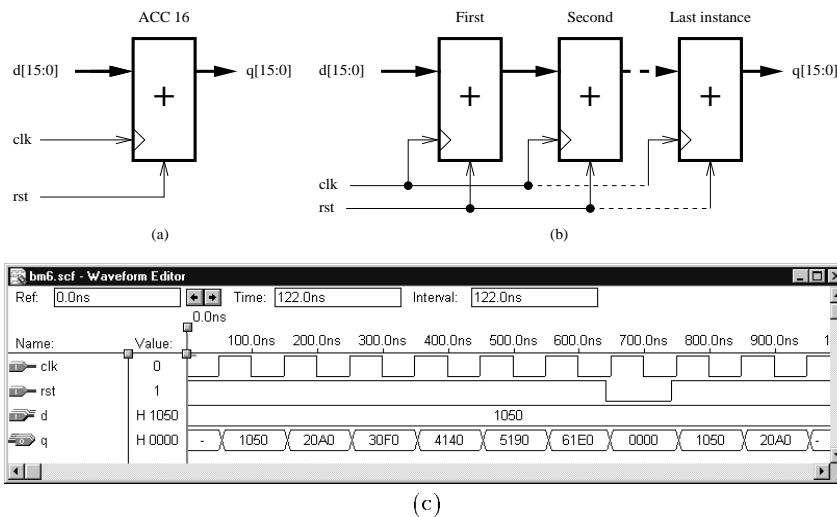 ACC 16
d[15:0]
+
q[15:0]
clk
rst
(a)
First Second Last instance
d[15:0]
+ + +
q[15:0]
clk
rst
(b)
bm6.scf - Waveform Editor
Ref: 0.0ns Time: 122.0ns Interval: 122.0ns
0.0ns
Name: Value: 100.0ns 200.0ns 300.0ns 400.0ns 500.0ns 600.0ns 700.0ns 800.0ns 900.0ns 1
clk 0
rst 1
d H 1050 1050
q H 0000 - 1050 20A0 30F0 4140 5190 61E0 0000 1050 20A0 -
(c)